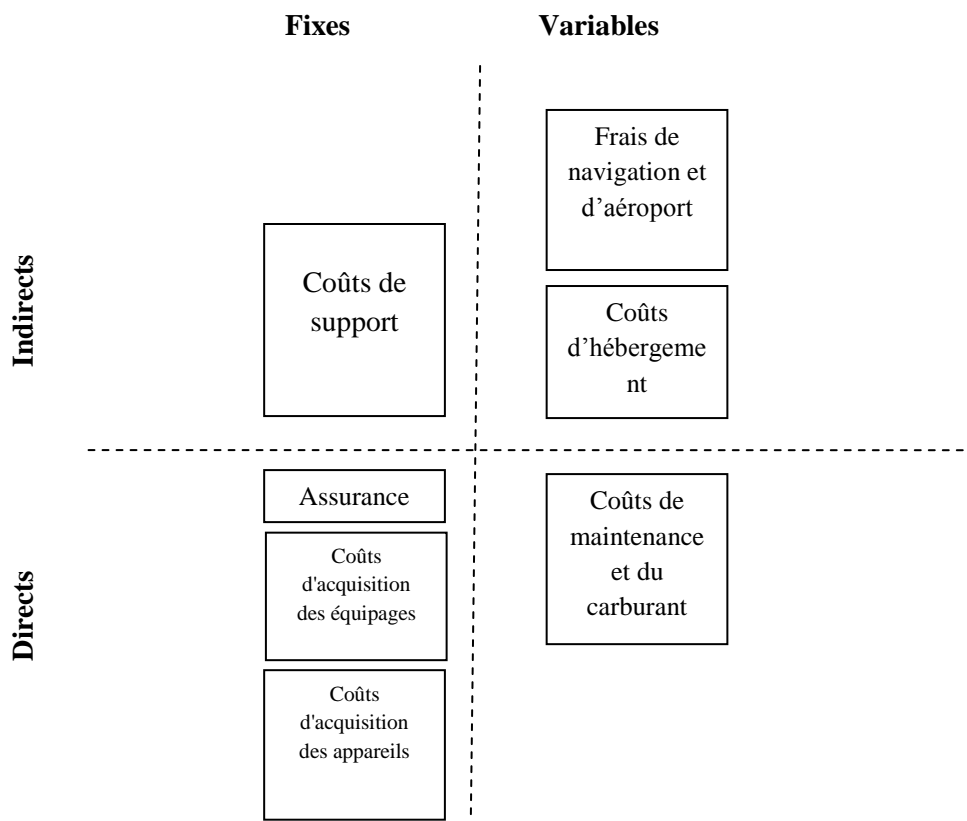 Fixes
Variables
Indirects
Coûts de
support
Frais de
navigation et
d’aéroport
Coûts
d’hébergeme
nt
Directs
Assurance
Coûts
d'acquisition
des équipages
Coûts
d'acquisition
des appareils
Coûts de
maintenance
et du
carburant